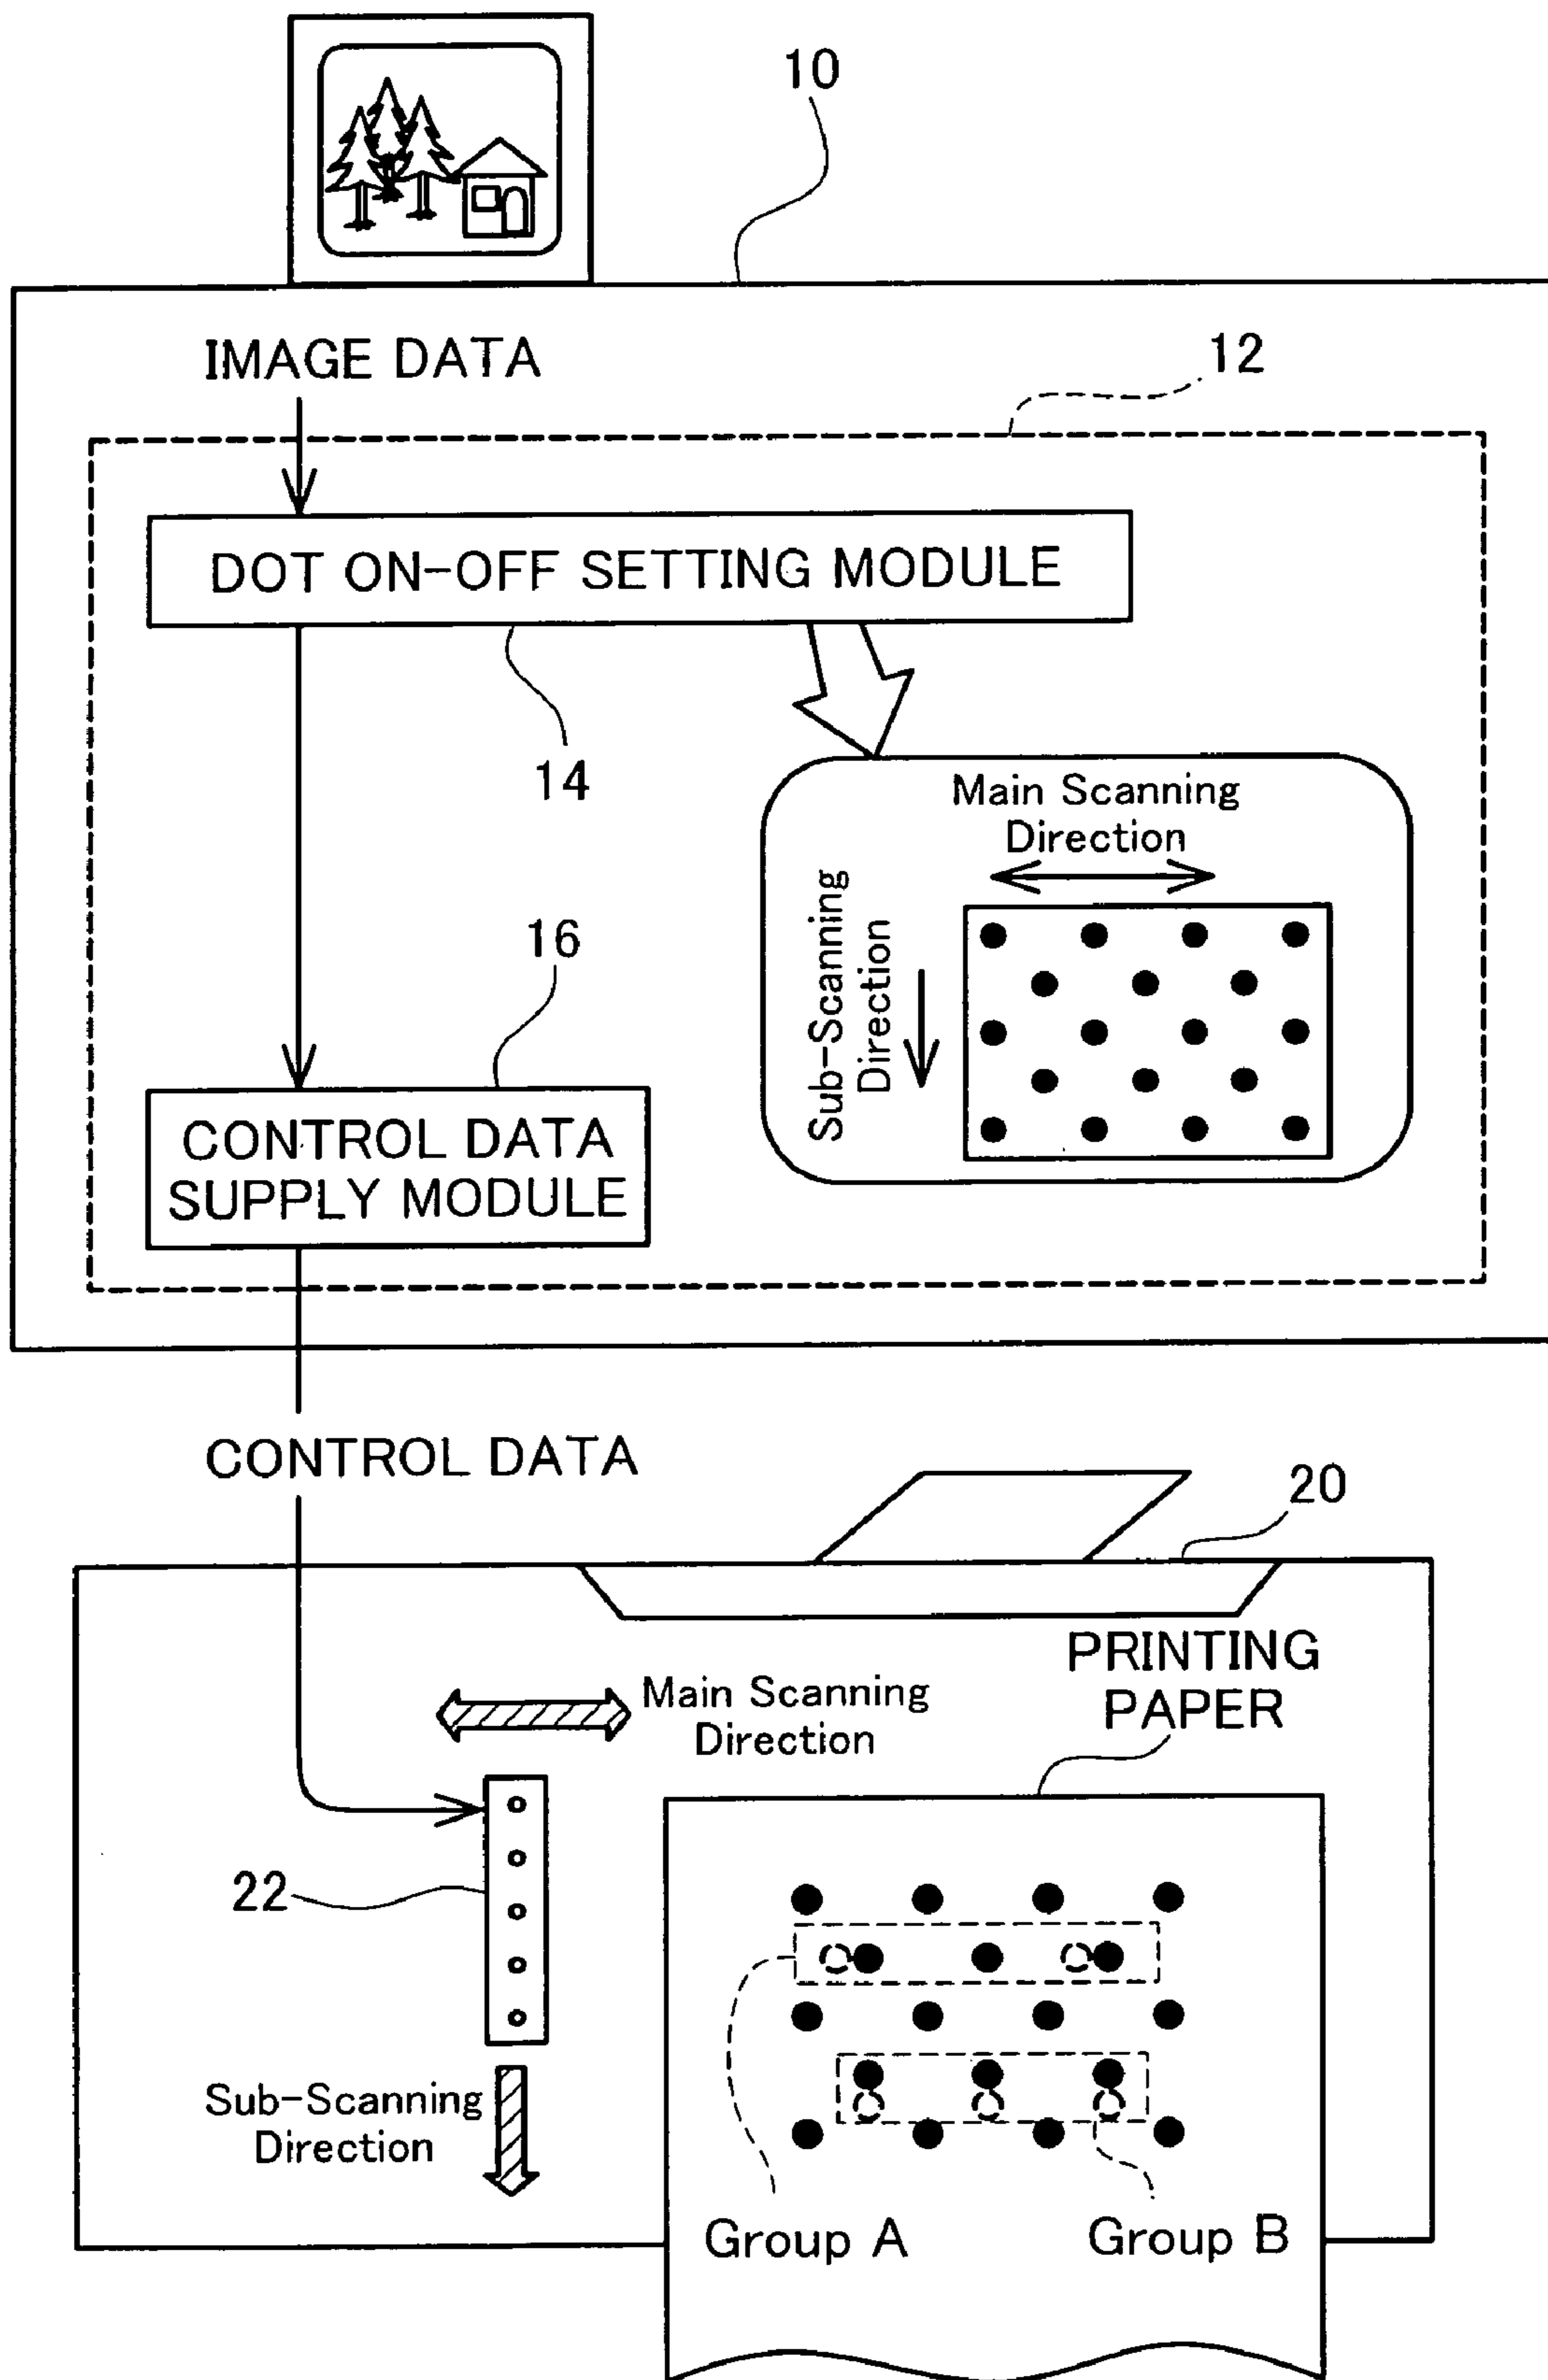 10
IMAGE DATA
12
DOT ON-OFF SETTING MODULE
14
Main Scanning
Direction
Sub-Scanning
Direction
16
CONTROL DATA
SUPPLY MODULE
CONTROL DATA
20
PRINTING
PAPER
Main Scanning
Direction
22
Sub-Scanning
Direction
Group A
Group B